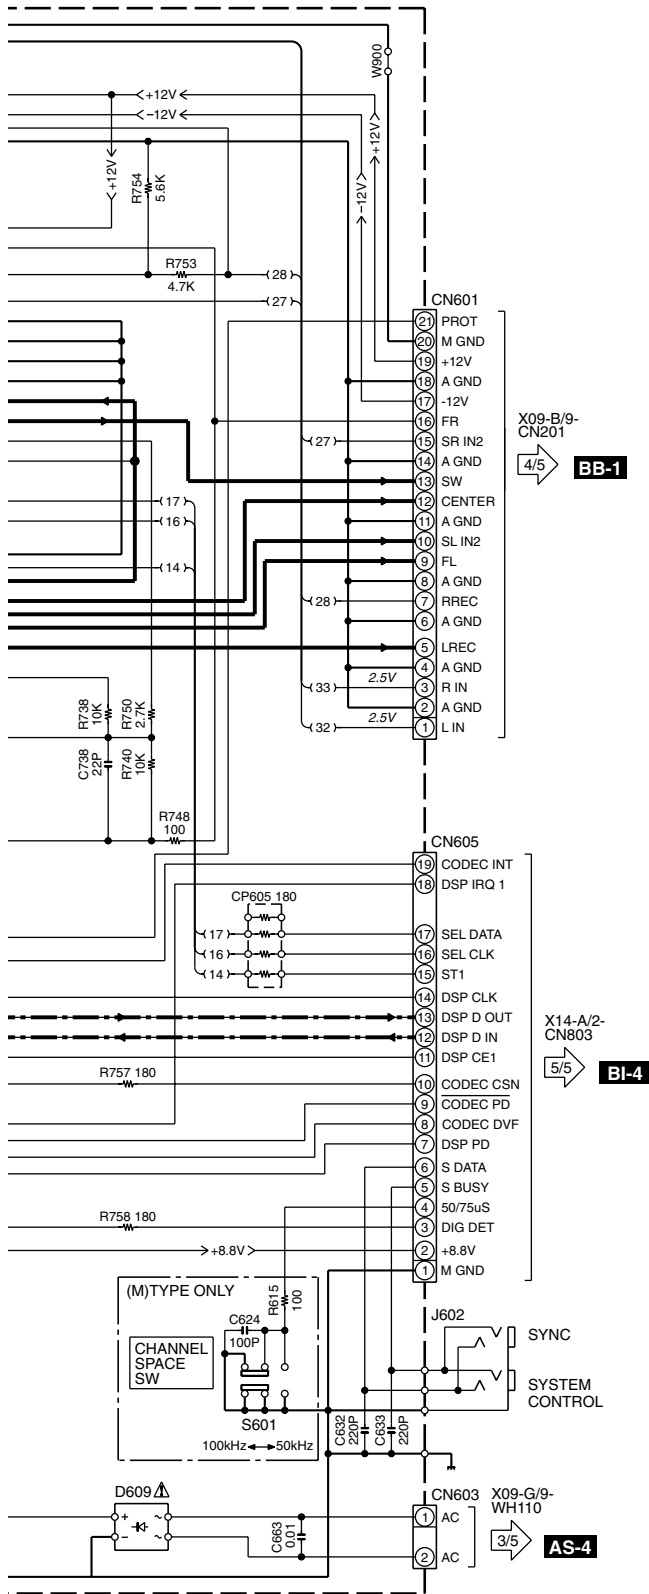 W900
+12V
−12V
+12V
−12V
+12V
R754
5.6K
R753
4.7K
28
27
CN601
21 PROT
20 M GND
19 +12V
18 A GND
17 -12V
16 FR
27 15 SR IN2
14 A GND
13 SW
12 CENTER
11 A GND
10 SL IN2
9 FL
8 A GND
28 7 RREC
6 A GND
5 LREC
4 A GND
2.5V
33 3 R IN
2 A GND
2.5V
32 1 L IN
X09-B/9-
CN201
4/5 BB-1
17
16
14
R738
10K
R750
2.7K
C738
22P
R740
10K
R748
100
CN605
19 CODEC INT
18 DSP IRQ 1
CP605 180
17 17 SEL DATA
16 16 SEL CLK
14 15 ST1
14 DSP CLK
13 DSP D OUT
12 DSP D IN
11 DSP CE1
R757 180
10 CODEC CSN
9 CODEC PD
8 CODEC DVF
7 DSP PD
6 S DATA
5 S BUSY
4 50/75uS
R758 180
3 DIG DET
+8.8V
2 +8.8V
1 M GND
X14-A/2-
CN803
5/5 BI-4
(M)TYPE ONLY
R615
100
C624
100P
CHANNEL
SPACE
SW
S601
100kHz 50kHz
J602
SYNC
SYSTEM
CONTROL
C632
220P
C633
220P
D609
+ ~
− ~
C663
0.01
CN603
1 AC
2 AC
X09-G/9-
WH110
3/5 AS-4